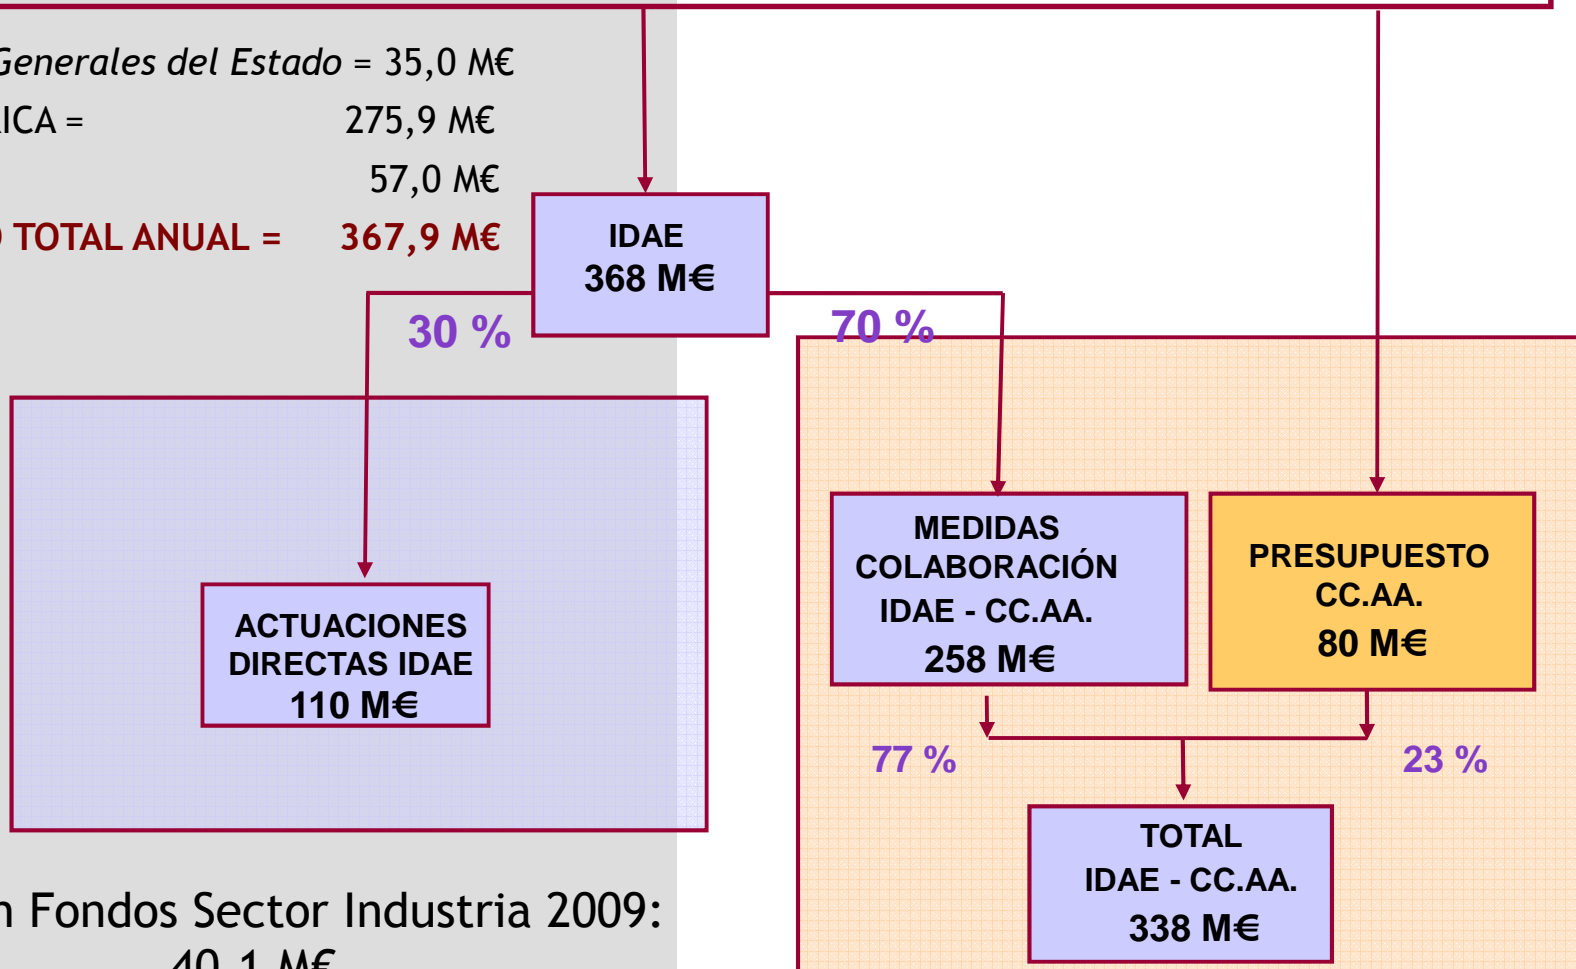 Generales del Estado = 35,0 M€
ICA = 275,9 M€
57,0 M€
TOTAL ANUAL = 367,9 M€
IDAE
368 M€
30 %
70 %
ACTUACIONES
DIRECTAS IDAE
110 M€
MEDIDAS
COLABORACIÓN
IDAE - CC.AA.
258 M€
PRESUPUESTO
CC.AA.
80 M€
77 %
23 %
TOTAL
IDAE - CC.AA.
338 M€
n Fondos Sector Industria 2009:
40,1 M€